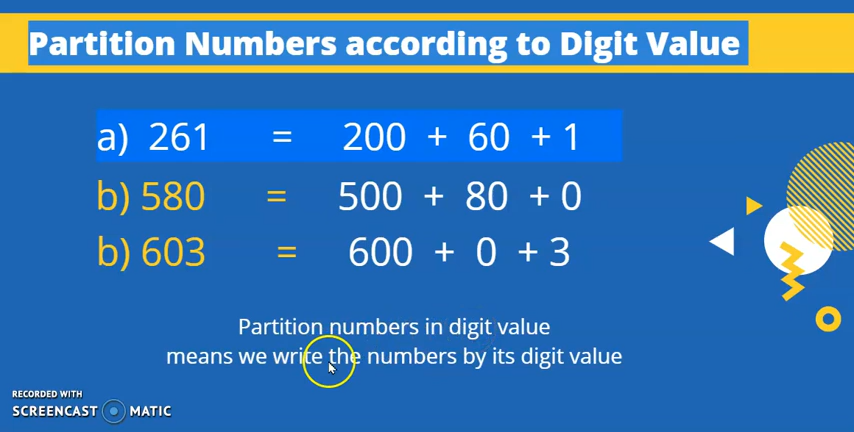 Partition Numbers according to Digit Value
a) 261 = 200 + 60 + 1
b) 580 = 500 + 80 + 0
b) 603 = 600 + 0 + 3
Partition numbers in digit value
means we write the numbers by its digit value
RECORDED WITH
SCREENCAST MATIC